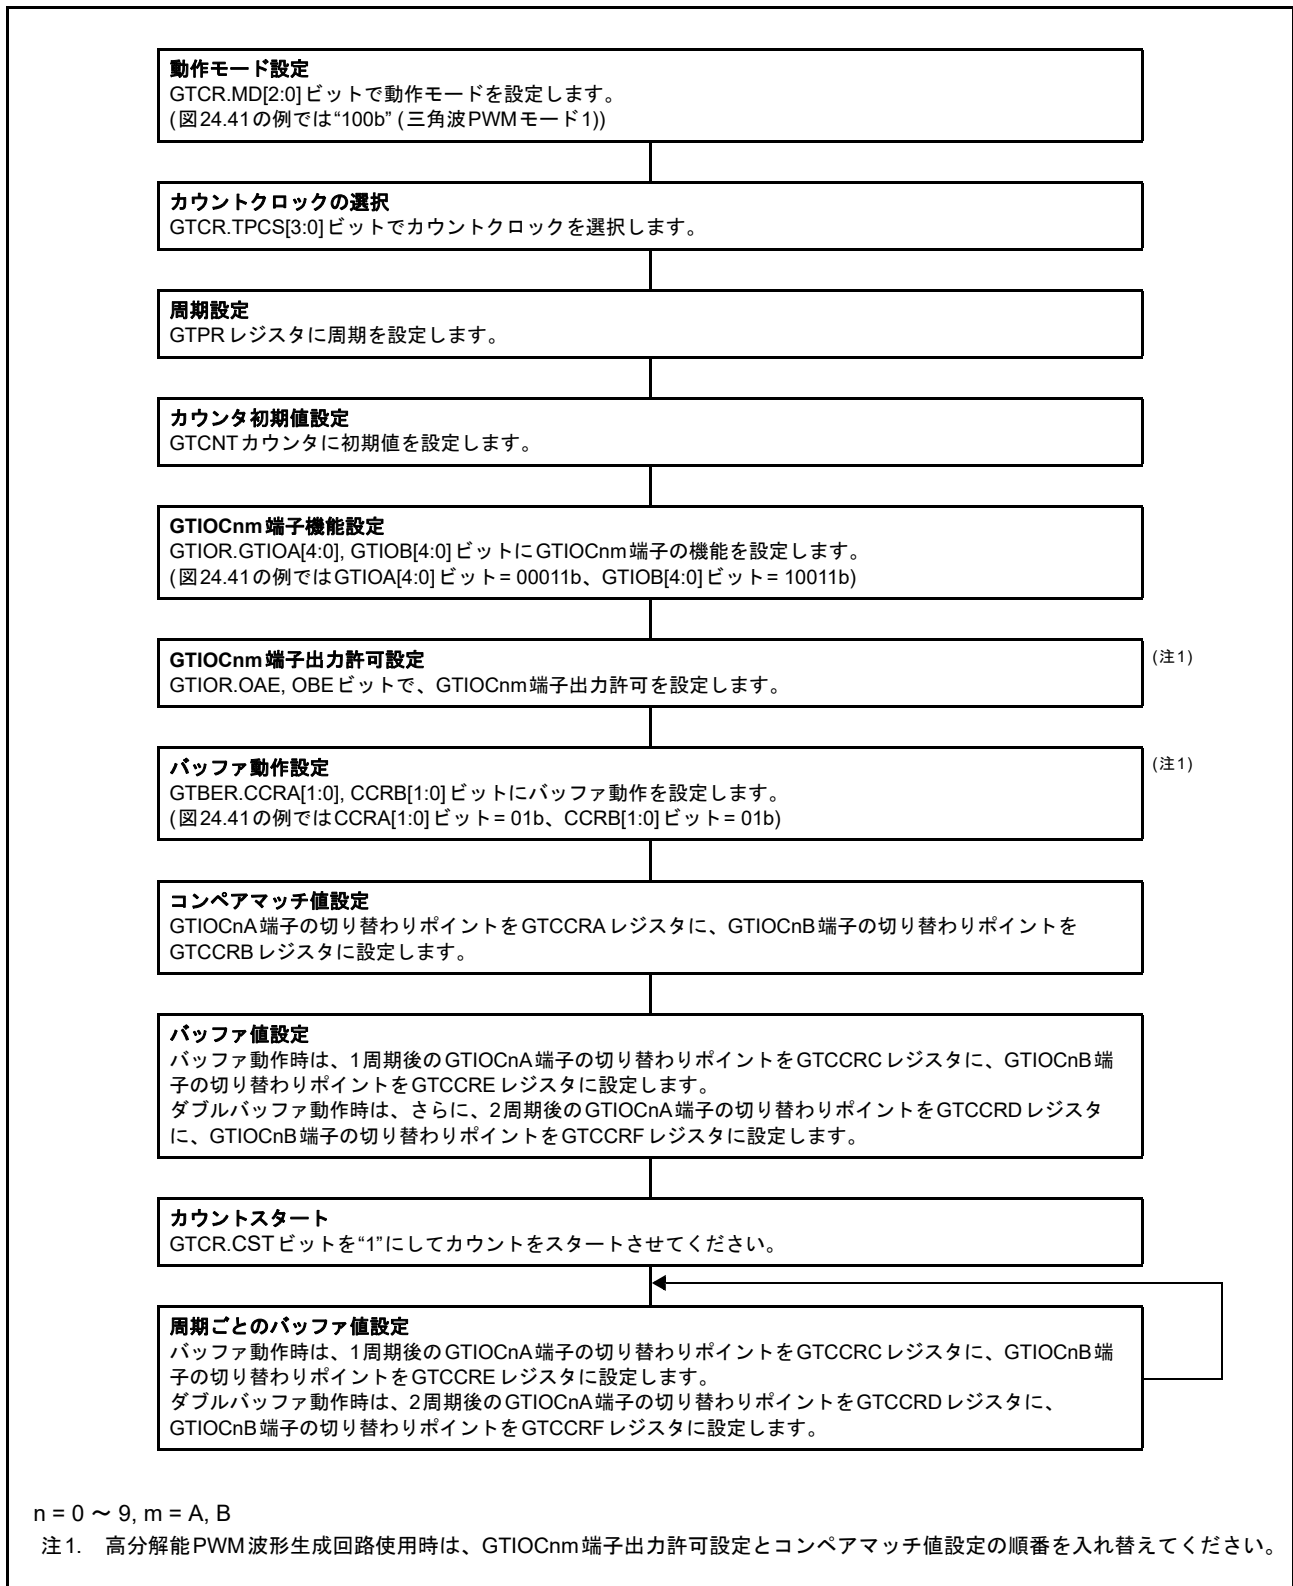 動作モード設定
GTCR.MD[2:0]ビットで動作モードを設定します。
(図24.41の例では“100b” (三角波PWMモード1))
カウントクロックの選択
GTCR.TPCS[3:0]ビットでカウントクロックを選択します。
周期設定
GTPRレジスタに周期を設定します。
カウンタ初期値設定
GTCNTカウンタに初期値を設定します。
GTIOCnm端子機能設定
GTIOR.GTIOA[4:0], GTIOB[4:0]ビットにGTIOCnm端子の機能を設定します。
(図24.41の例ではGTIOA[4:0]ビット= 00011b、GTIOB[4:0]ビット= 10011b)
GTIOCnm端子出力許可設定
(注1)
GTIOR.OAE, OBEビットで、GTIOCnm端子出力許可を設定します。
バッファ動作設定
(注1)
GTBER.CCRA[1:0], CCRB[1:0]ビットにバッファ動作を設定します。
(図24.41の例ではCCRA[1:0]ビット= 01b、CCRB[1:0]ビット= 01b)
コンペアマッチ値設定
GTIOCnA端子の切り替わりポイントをGTCCRAレジスタに、GTIOCnB端子の切り替わりポイントを
GTCCRBレジスタに設定します。
バッファ値設定
バッファ動作時は、1周期後のGTIOCnA端子の切り替わりポイントをGTCCRCレジスタに、GTIOCnB端
子の切り替わりポイントをGTCCREレジスタに設定します。
ダブルバッファ動作時は、さらに、2周期後のGTIOCnA端子の切り替わりポイントをGTCCRDレジスタ
に、GTIOCnB端子の切り替わりポイントをGTCCRFレジスタに設定します。
カウントスタート
GTCR.CSTビットを“1”にしてカウントをスタートさせてください。
周期ごとのバッファ値設定
バッファ動作時は、1周期後のGTIOCnA端子の切り替わりポイントをGTCCRCレジスタに、GTIOCnB端
子の切り替わりポイントをGTCCREレジスタに設定します。
ダブルバッファ動作時は、2周期後のGTIOCnA端子の切り替わりポイントをGTCCRDレジスタに、
GTIOCnB端子の切り替わりポイントをGTCCRFレジスタに設定します。
n = 0 ～ 9, m = A, B
注1. 高分解能PWM波形生成回路使用時は、GTIOCnm端子出力許可設定とコンペアマッチ値設定の順番を入れ替えてください。